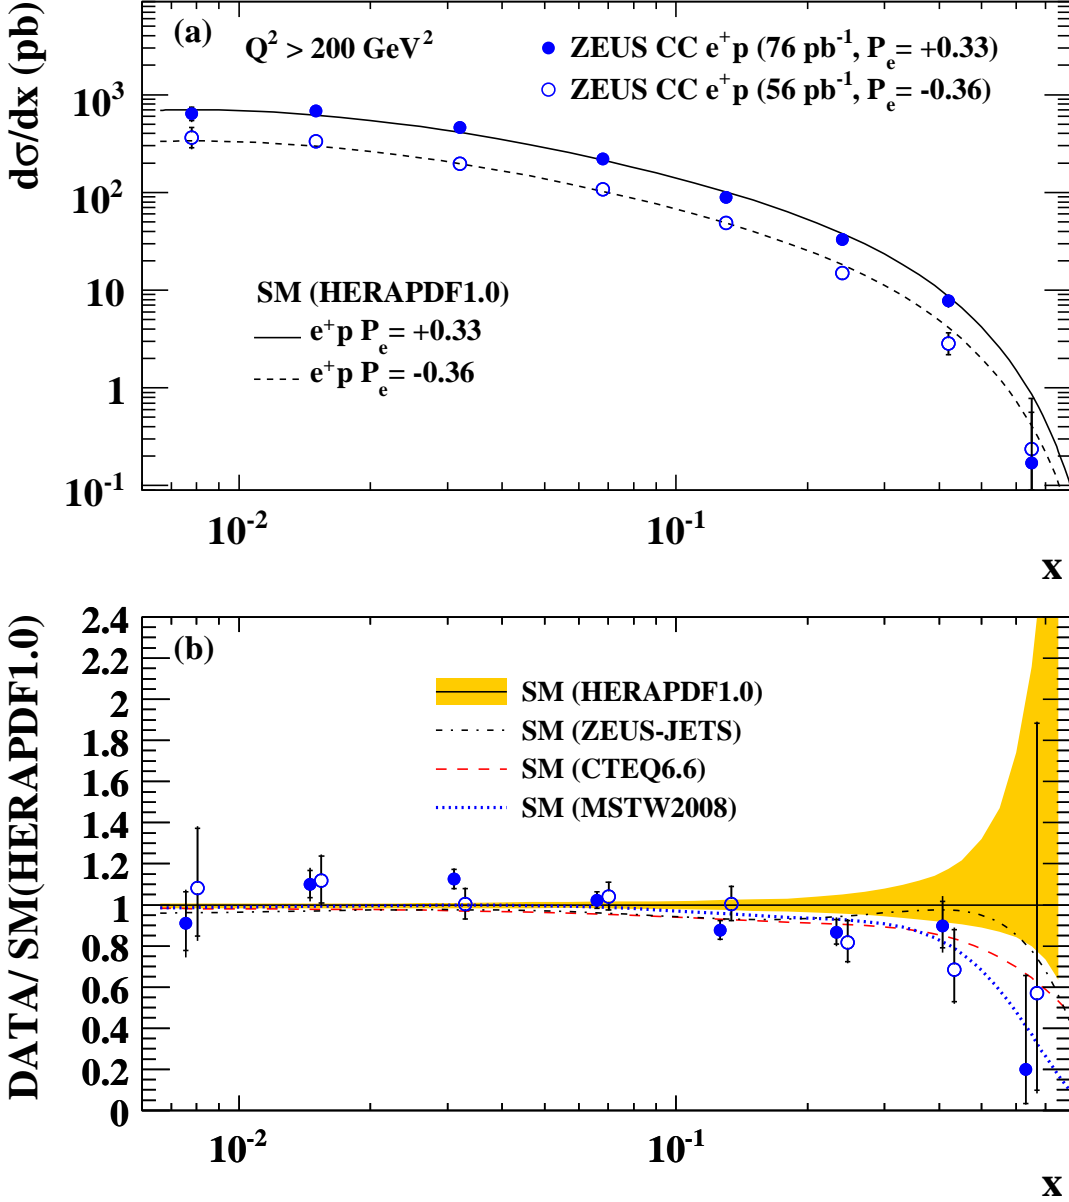 (a) Q² > 200 GeV²
ZEUS CC e⁺p (76 pb⁻¹, Pₑ= +0.33)
ZEUS CC e⁺p (56 pb⁻¹, Pₑ= -0.36)
dσ/dx (pb)
10³
10²
10
1
10⁻¹
SM (HERAPDF1.0)
e⁺p Pₑ= +0.33
e⁺p Pₑ= -0.36
10⁻²
10⁻¹
x
(b)
DATA/ SM(HERAPDF1.0)
2.4
2.2
2
1.8
1.6
1.4
1.2
1
0.8
0.6
0.4
0.2
0
SM (HERAPDF1.0)
SM (ZEUS-JETS)
SM (CTEQ6.6)
SM (MSTW2008)
10⁻²
10⁻¹
x